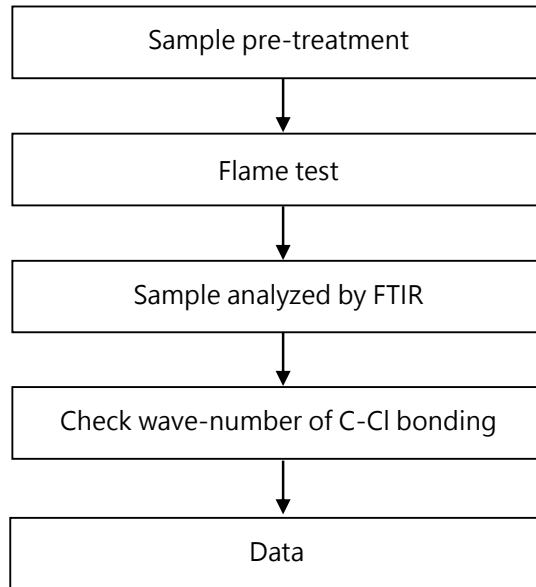 Sample pre-treatment
Flame test
Sample analyzed by FTIR
Check wave-number of C-Cl bonding
Data